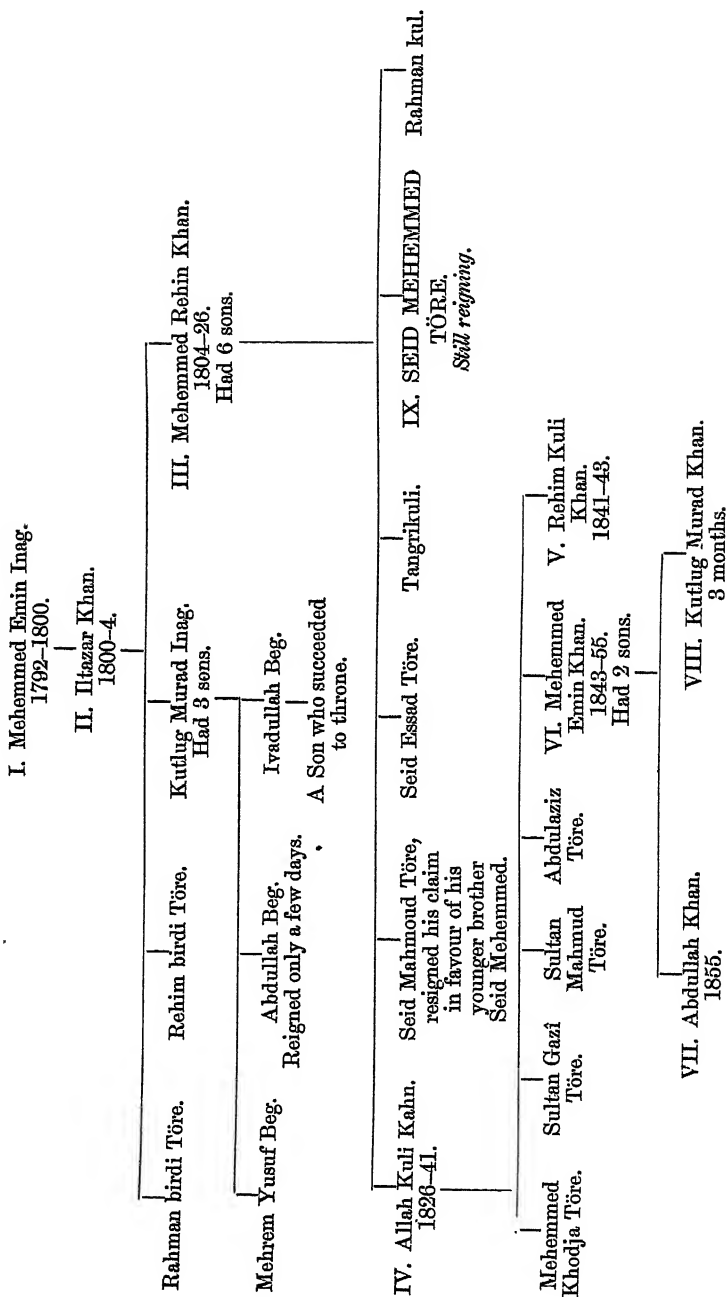 I. Mehemmed Emin Inag.
1792–1800.
II. Iltazar Khan.
1800–4.
Rahman birdi Töre.
Rehim birdi Töre.
Kutlug Murad Inag.
Had 3 sons.
III. Mehemmed Rehin Khan.
1804–26.
Had 6 sons.
Mehrem Yusuf Beg.
Abdullah Beg.
Reigned only a few days.
Ivadullah Beg.
A Son who succeeded
to throne.
IV. Allah Kuli Kahn.
1826–41.
Seid Mahmoud Töre,
resigned his claim
in favour of his
younger brother
Seid Mehemmed.
Seid Essad Töre.
Tangrikuli.
IX. SEID MEHEMMED
TÖRE.
Still reigning.
Rahman kul.
Mehemmed
Khodja Töre.
Sultan Gazi
Töre.
Sultan
Mahmud
Töre.
Abdulaziz
Töre.
VI. Mehemmed
Emin Khan.
1843–55.
Had 2 sons.
V. Rehim Kuli
Khan.
1841–43.
VII. Abdullah Khan.
1855.
VIII. Kutlug Murad Khan.
3 months.